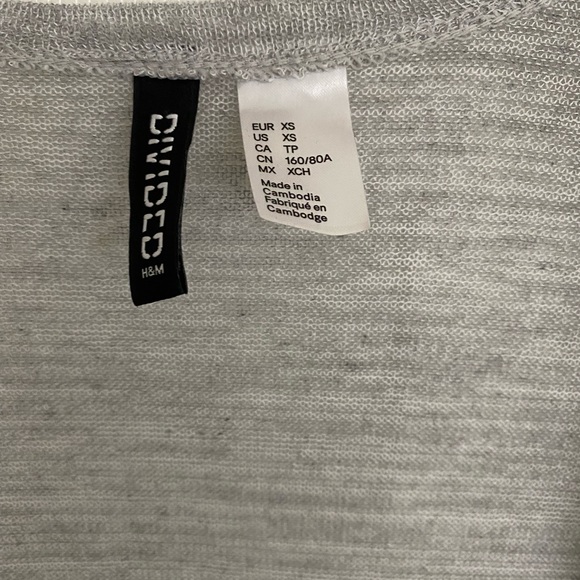 DIVIDED
H&M
EUR XS
US XS
CA TP
CN 160/80A
MX XCH
Made in
Cambodia
Fabriqué en
Cambodge